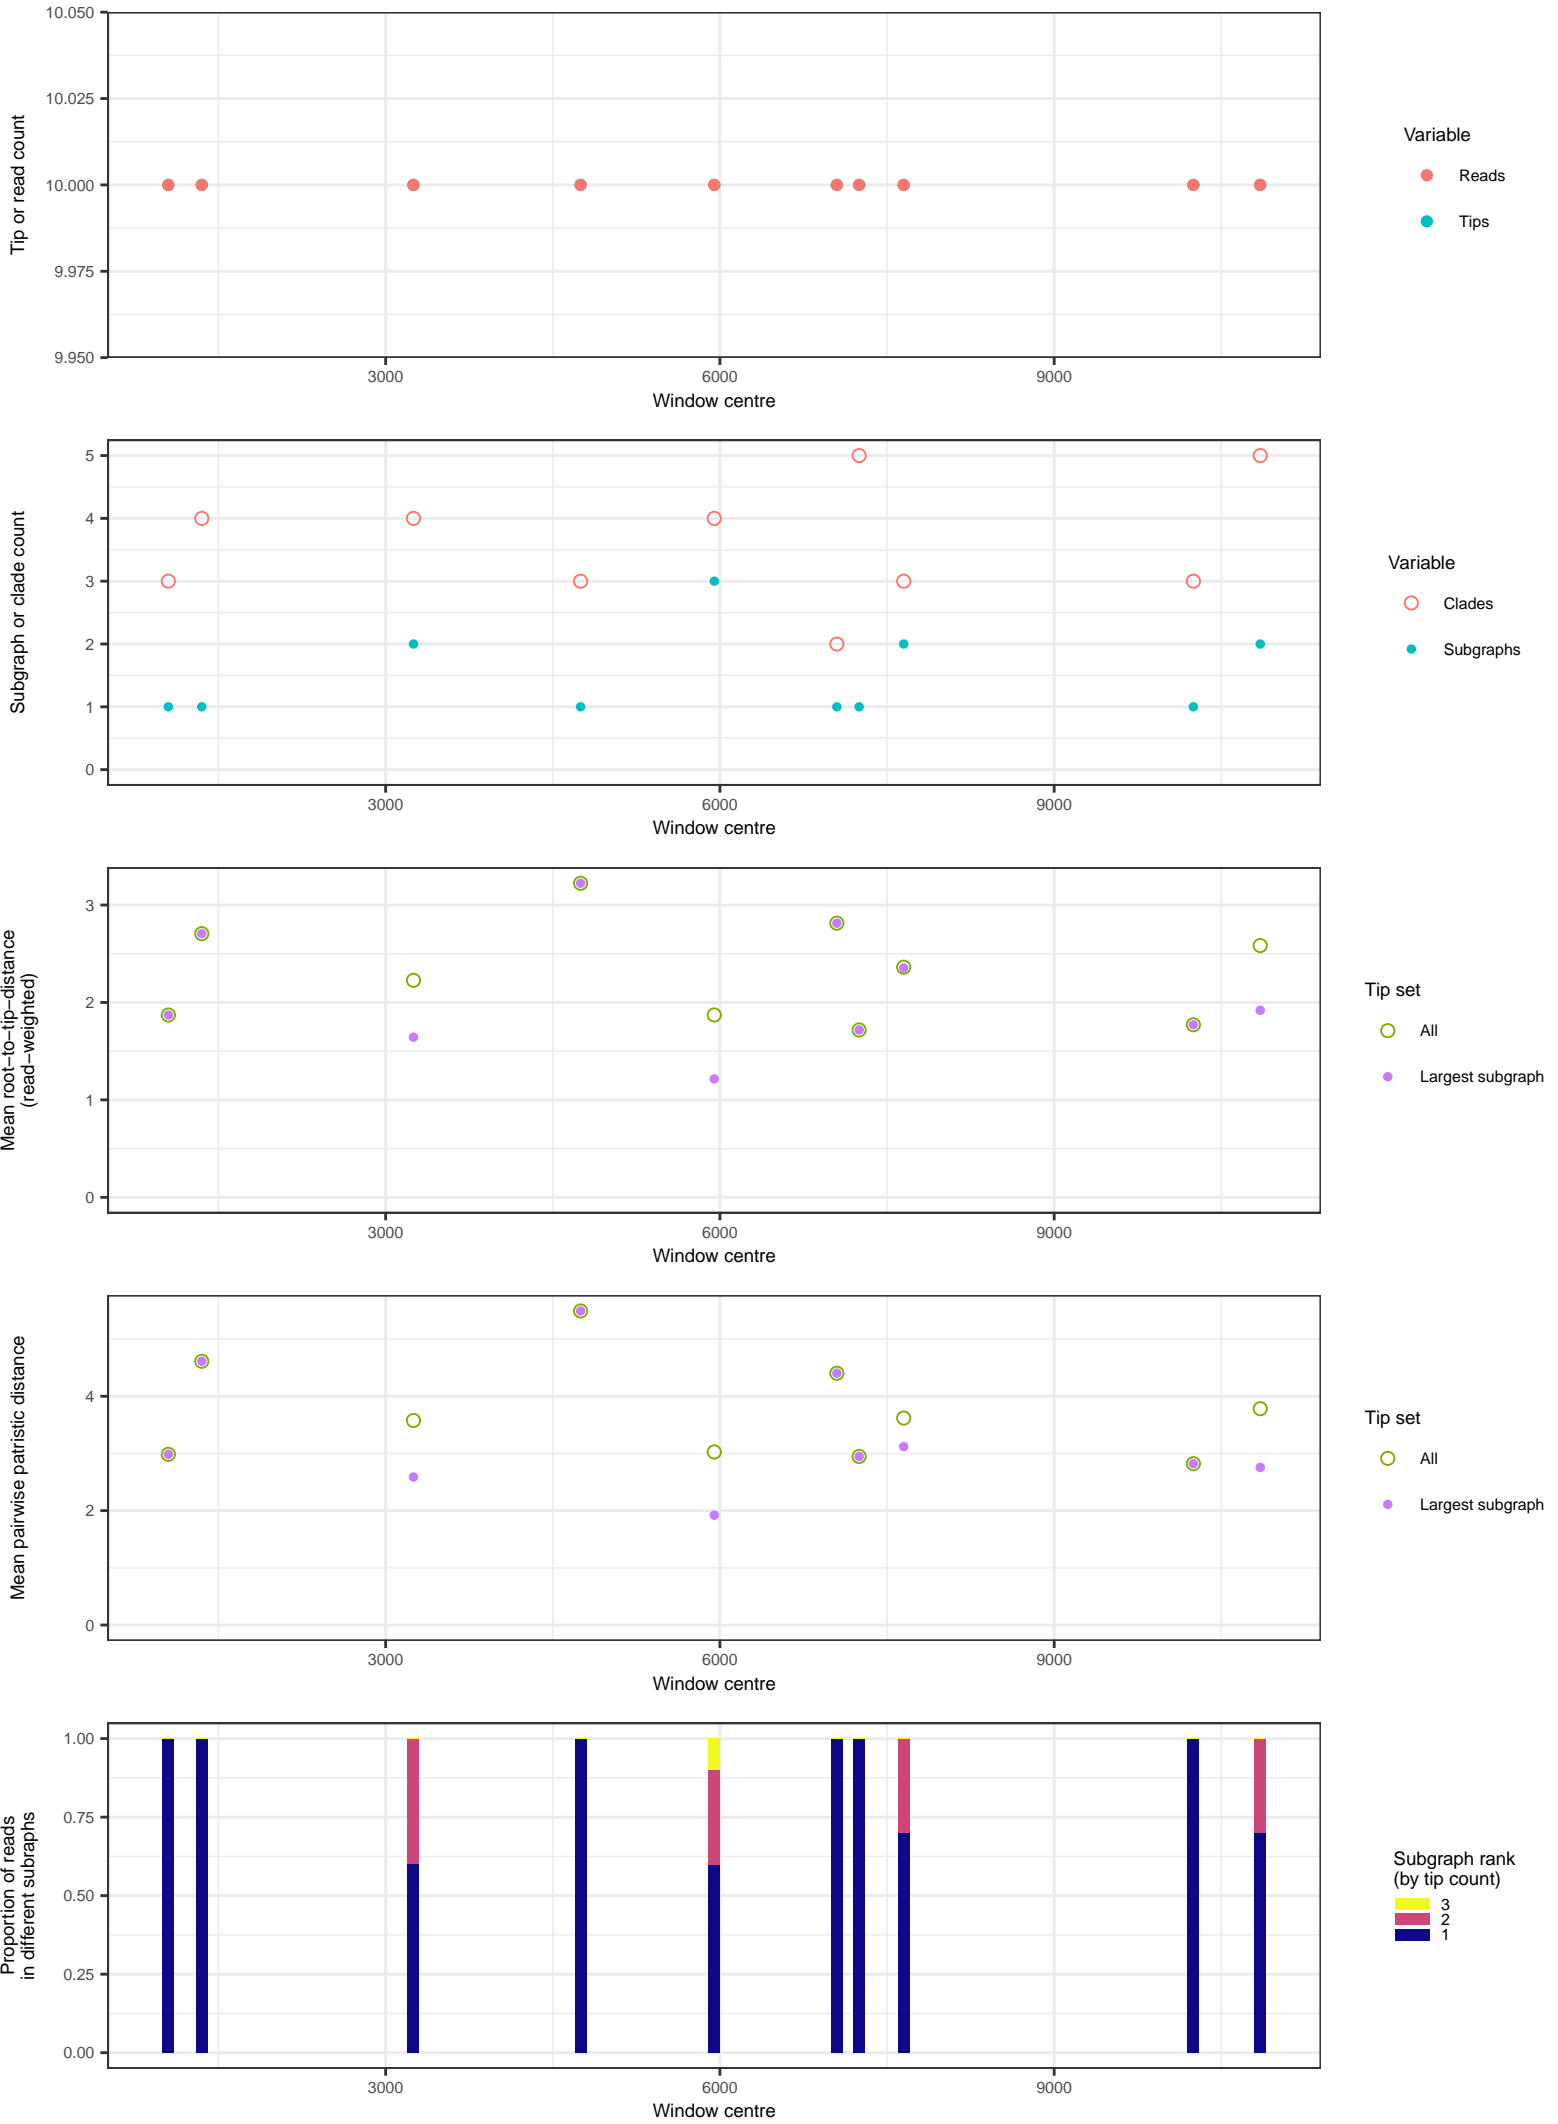 10.050
10.025
10.000
9.975
9.950
Tip or read count
3000 6000 9000
Window centre
Variable
Reads
Tips
5
4
3
2
1
0
Subgraph or clade count
3000 6000 9000
Window centre
Variable
Clades
Subgraphs
3
2
1
0
Mean root−to−tip−distance
(read−weighted)
3000 6000 9000
Window centre
Tip set
All
Largest subgraph
4
2
0
Mean pairwise patristic distance
3000 6000 9000
Window centre
Tip set
All
Largest subgraph
1.00
0.75
0.50
0.25
0.00
Proportion of reads
in different subraphs
3000 6000 9000
Window centre
Subgraph rank
(by tip count)
3
2
1